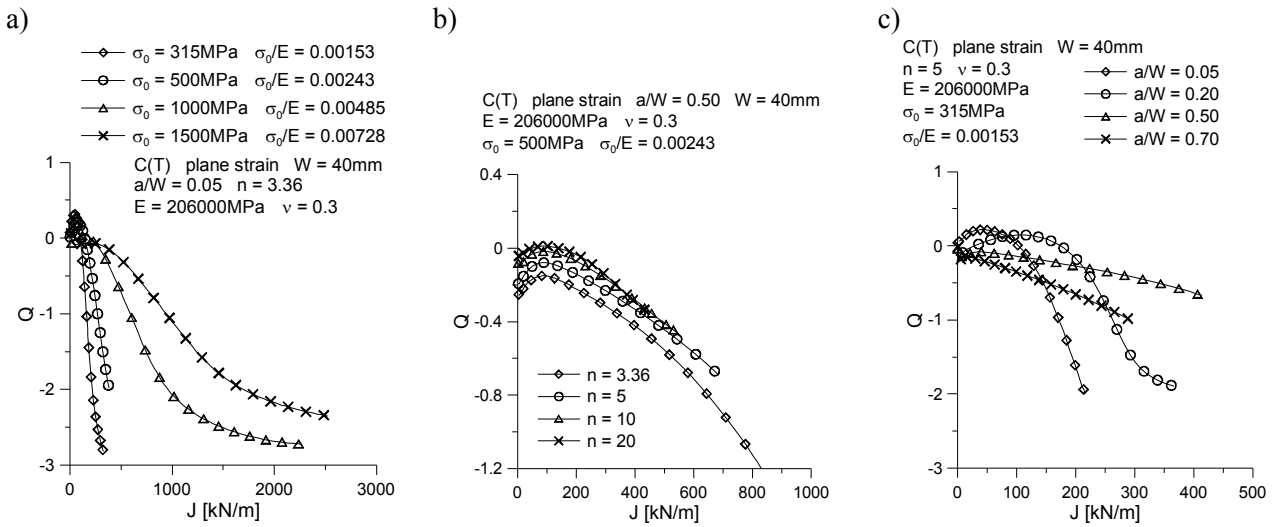 a)
σ₀ = 315MPa σ₀/E = 0.00153
σ₀ = 500MPa σ₀/E = 0.00243
σ₀ = 1000MPa σ₀/E = 0.00485
σ₀ = 1500MPa σ₀/E = 0.00728
C(T) plane strain W = 40mm
a/W = 0.05 n = 3.36
E = 206000MPa ν = 0.3
1
0
-1
-2
-3
Q
0 1000 2000 3000
J [kN/m]
b)
C(T) plane strain a/W = 0.50 W = 40mm
E = 206000MPa ν = 0.3
σ₀ = 500MPa σ₀/E = 0.00243
0.4
0
-0.4
-0.8
-1.2
Q
n = 3.36
n = 5
n = 10
n = 20
0 200 400 600 800 1000
J [kN/m]
c)
C(T) plane strain W = 40mm
n = 5 ν = 0.3
E = 206000MPa
σ₀ = 315MPa
σ₀/E = 0.00153
a/W = 0.05
a/W = 0.20
a/W = 0.50
a/W = 0.70
1
0
-1
-2
-3
Q
0 100 200 300 400 500
J [kN/m]